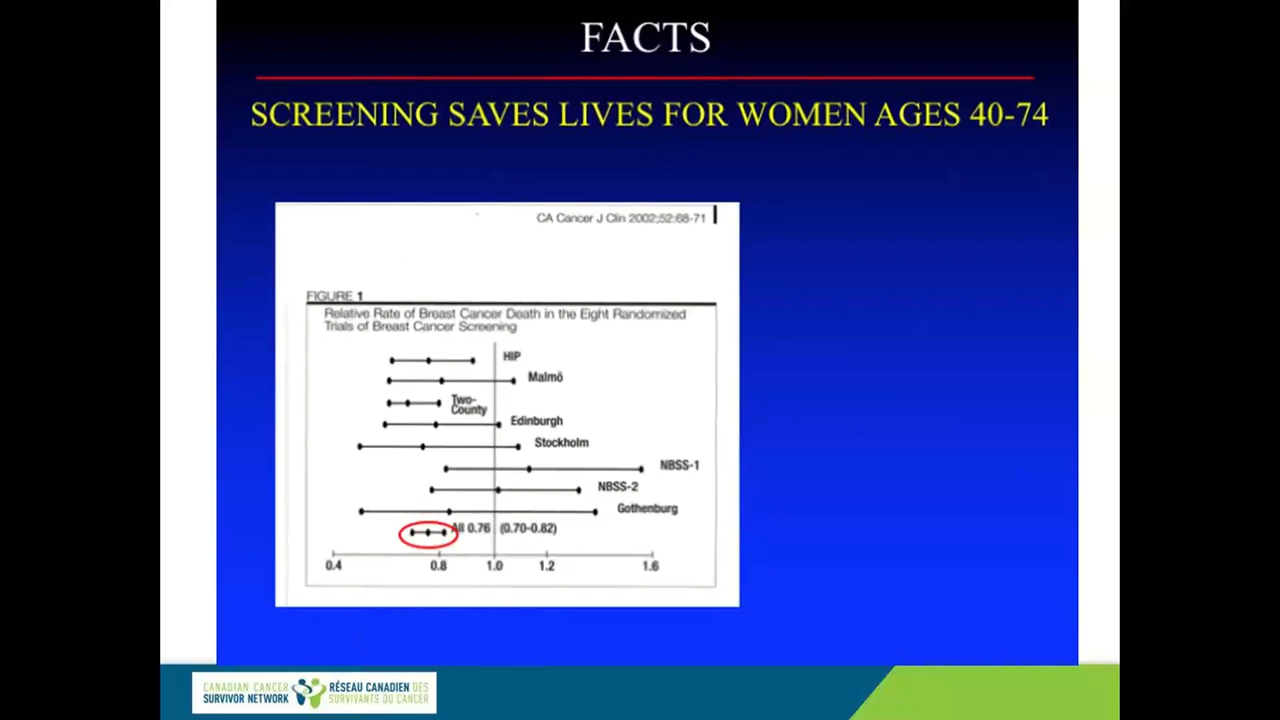 FACTS
SCREENING SAVES LIVES FOR WOMEN AGES 40-74
CA Cancer J Clin 2002;52:68-71
FIGURE 1
Relative Rate of Breast Cancer Death in the Eight Randomized
Trials of Breast Cancer Screening
HIP
Malmö
Two-
County
Edinburgh
Stockholm
NBSS-1
NBSS-2
Gothenburg
All 0.76 (0.70-0.82)
0.4 0.8 1.0 1.2 1.6
CANADIAN CANCER
SURVIVOR NETWORK
RÉSEAU CANADIEN DES
SURVIVANTS DU CANCER